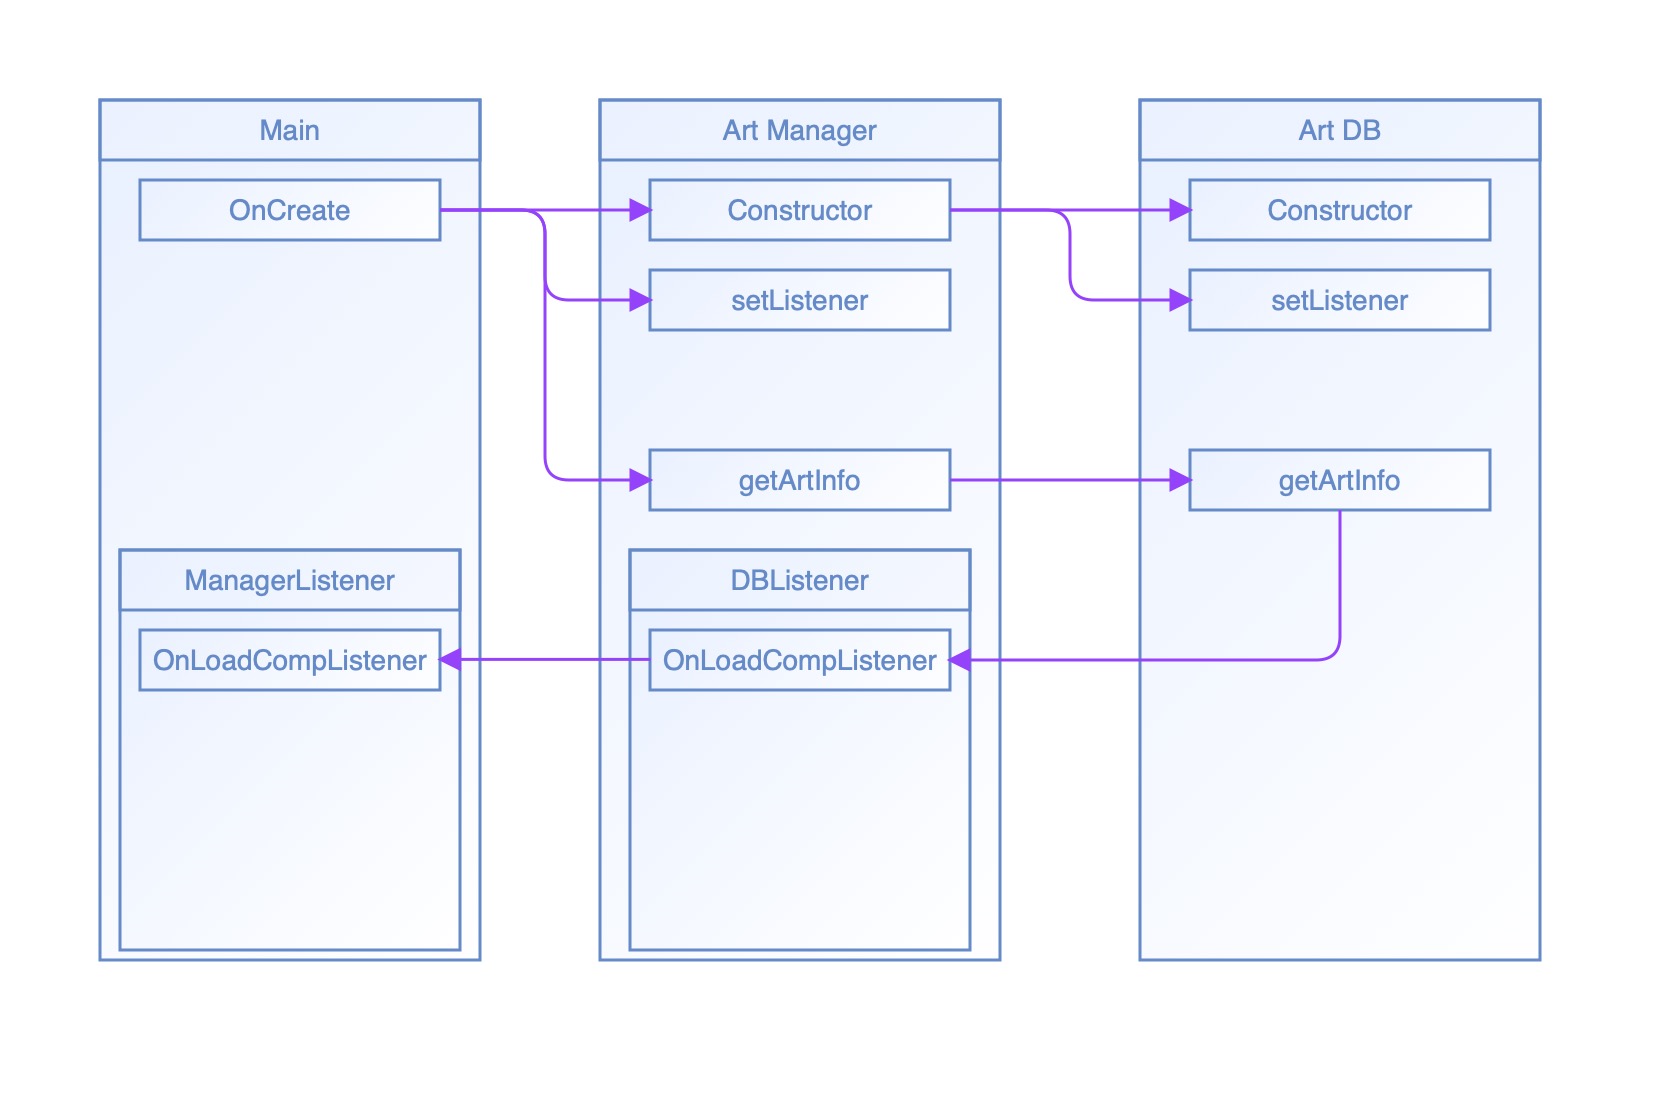 Main
Art Manager
Art DB
OnCreate
Constructor
Constructor
setListener
setListener
getArtInfo
getArtInfo
ManagerListener
DBListener
OnLoadCompListener
OnLoadCompListener